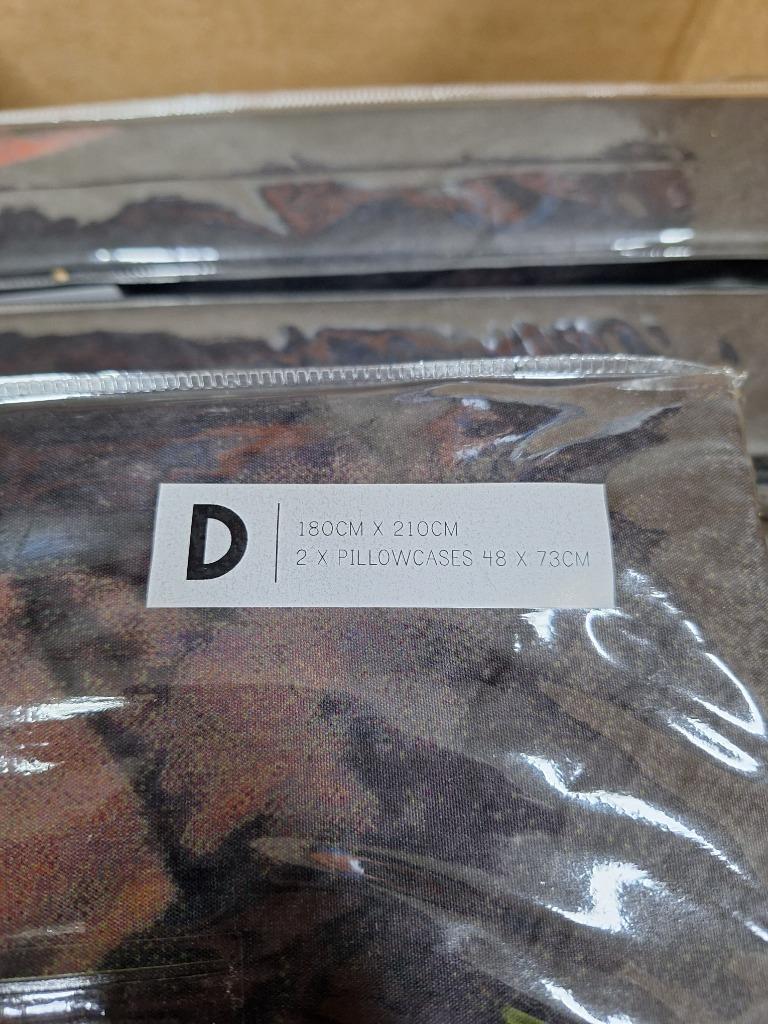 D
180CM X 210CM
2 X PILLOWCASES 48 X 73CM